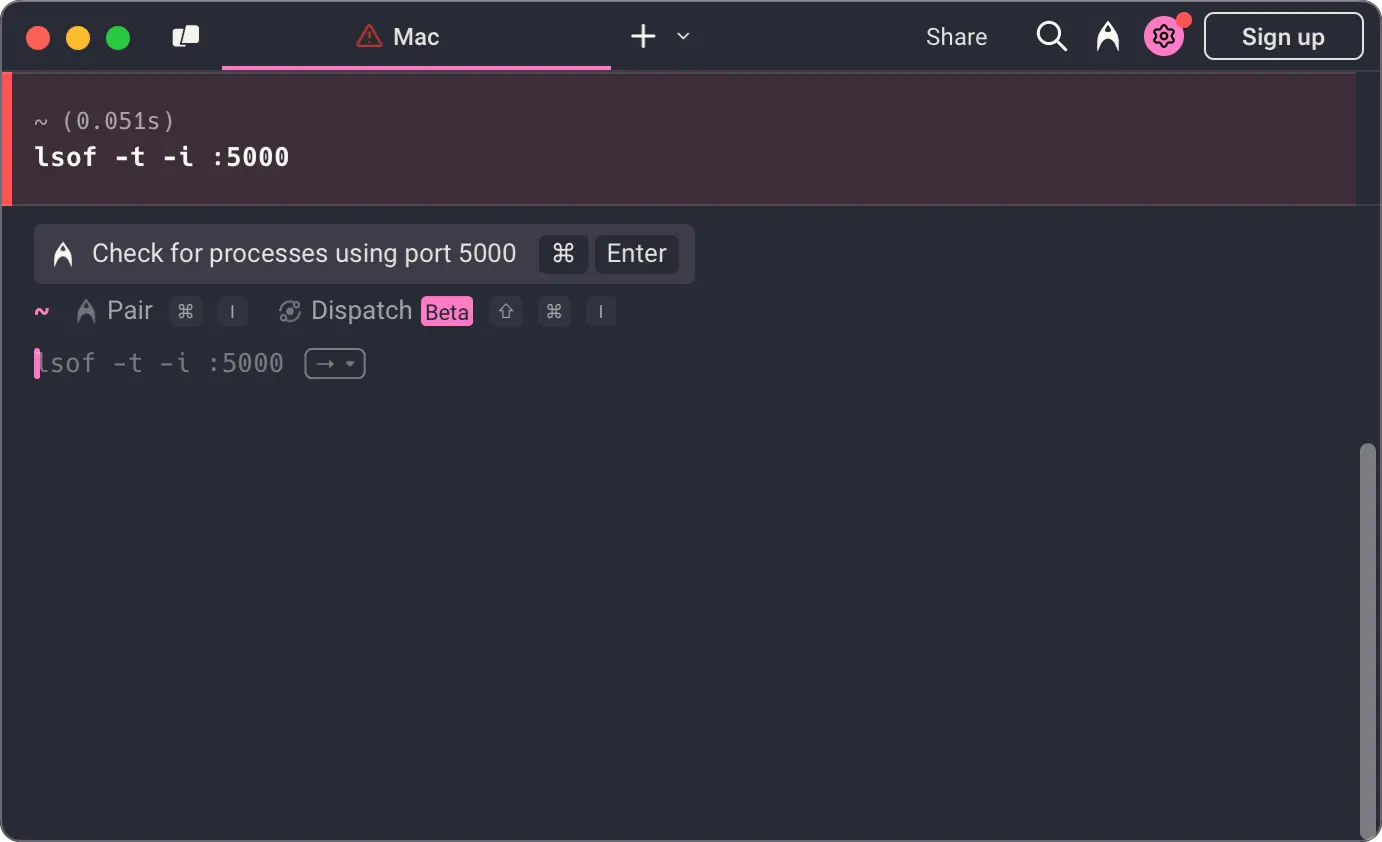 Mac
Share
Sign up
~ (0.051s)
lsof -t -i :5000
Check for processes using port 5000 ⌘ Enter
~ Pair ⌘ I Dispatch Beta ⇧ ⌘ I
lsof -t -i :5000 →